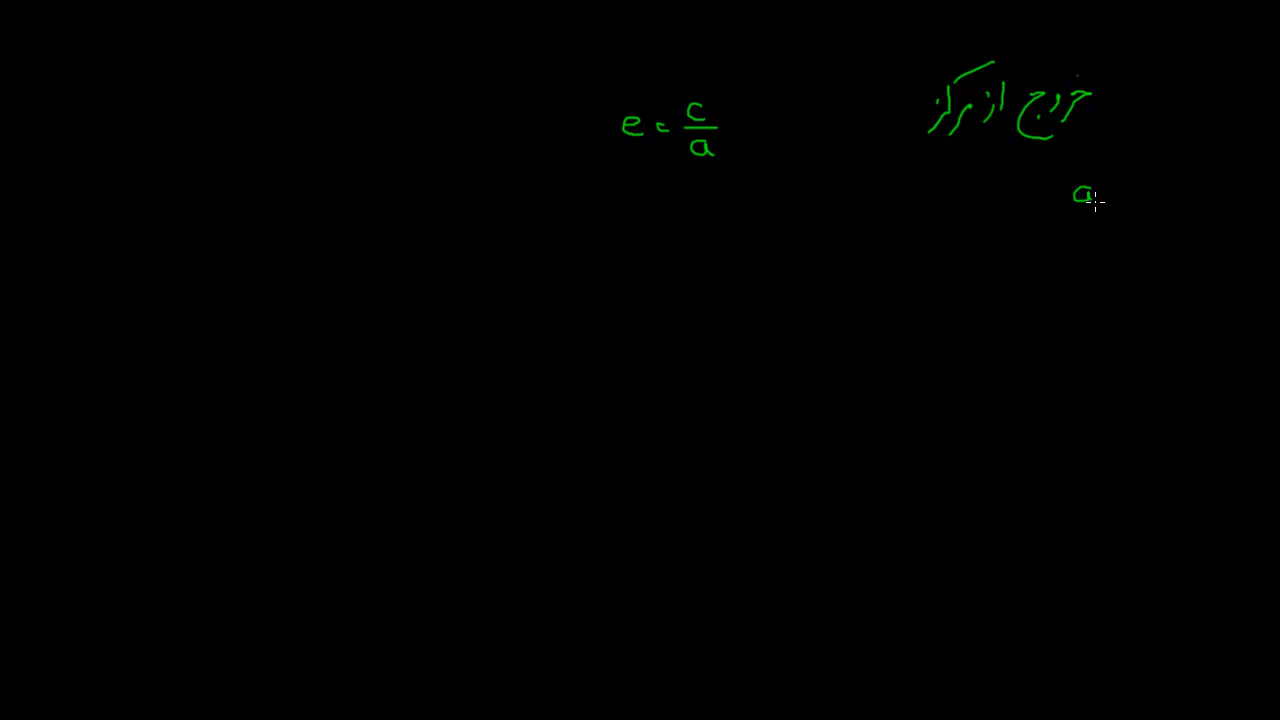 خروج از مرکز
e = c/a
a